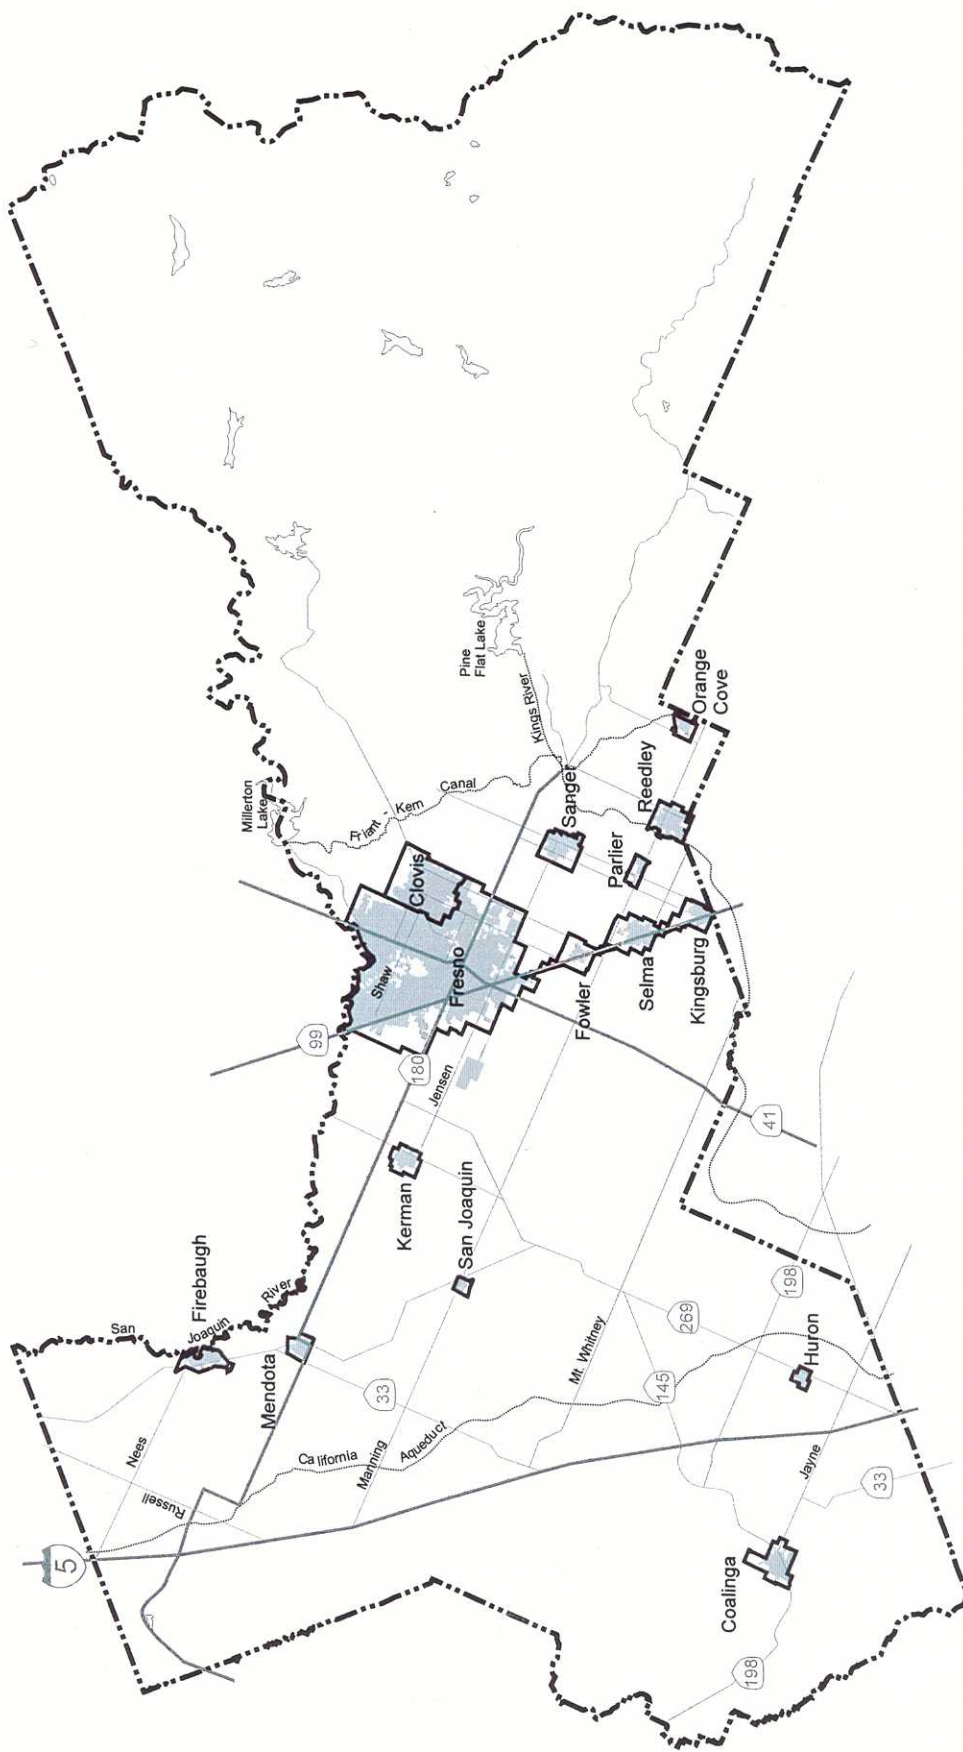 Millerton
Lake
Pine
Flat Lake
Kings River
Friant - Kern Canal
Clovis
Shaw
Fresno
Sanger
Reedley
Orange
Cove
Parlier
Fowler
Selma
Kingsburg
99
180
Jensen
41
Kerman
San Joaquin
Firebaugh
San
Joaquin
River
Mendota
33
Nees
Russell
California
Aqueduct
Manning
Mt. Whitney
145
269
198
Huron
Jayne
33
5
Coalinga
198